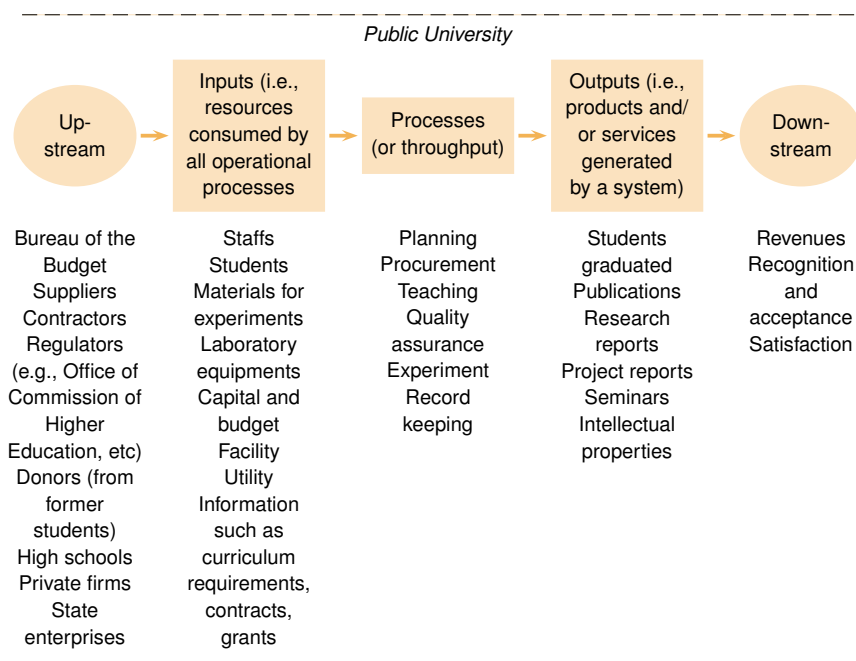 Public University
Up-
stream
Inputs (i.e.,
resources
consumed by
all operational
processes
Processes
(or throughput)
Outputs (i.e.,
products and/
or services
generated
by a system)
Down-
stream
Bureau of the
Budget
Suppliers
Contractors
Regulators
(e.g., Office of
Commission of
Higher
Education, etc)
Donors (from
former
students)
High schools
Private firms
State
enterprises
Staffs
Students
Materials for
experiments
Laboratory
equipments
Capital and
budget
Facility
Utility
Information
such as
curriculum
requirements,
contracts,
grants
Planning
Procurement
Teaching
Quality
assurance
Experiment
Record
keeping
Students
graduated
Publications
Research
reports
Project reports
Seminars
Intellectual
properties
Revenues
Recognition
and
acceptance
Satisfaction